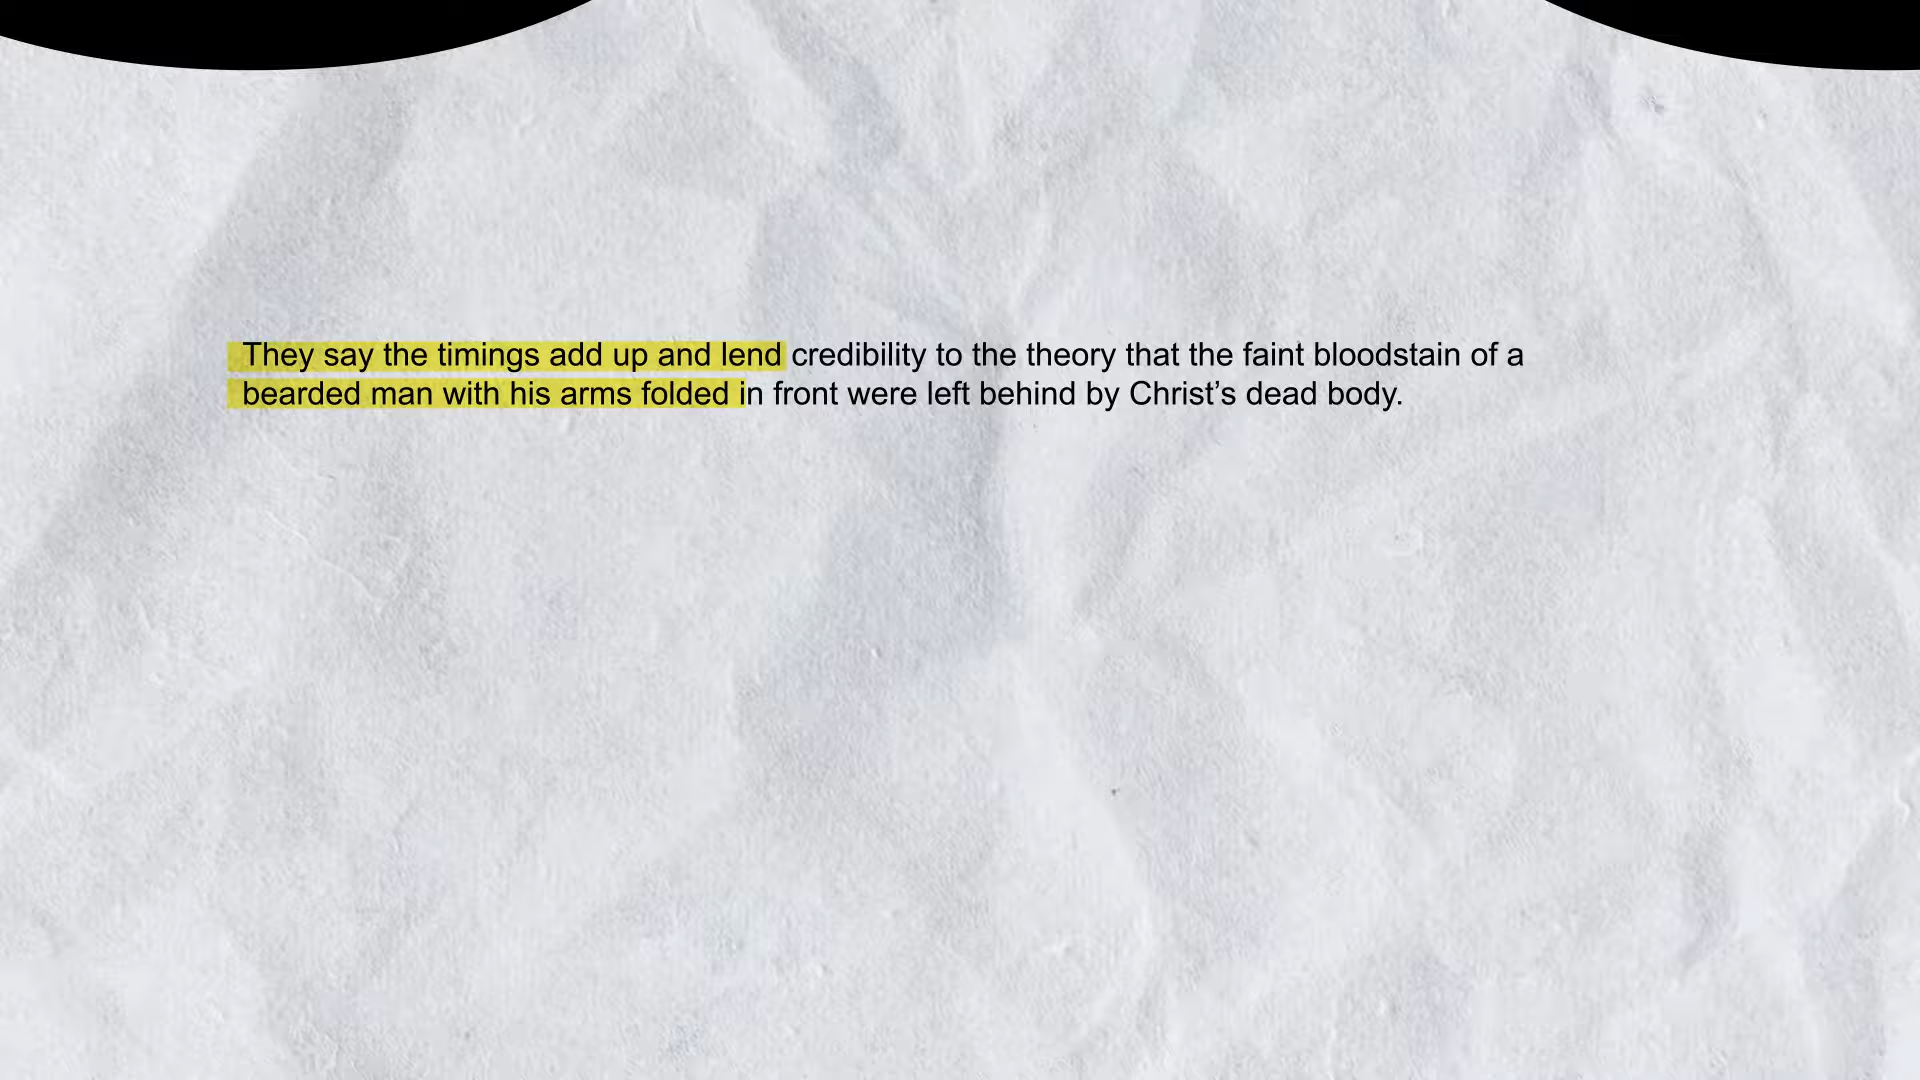 They say the timings add up and lend credibility to the theory that the faint bloodstain of a
bearded man with his arms folded in front were left behind by Christ’s dead body.